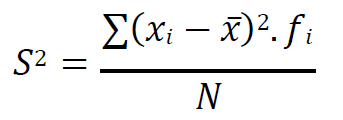 S² = ∑(xᵢ − x̄)².fᵢ / N